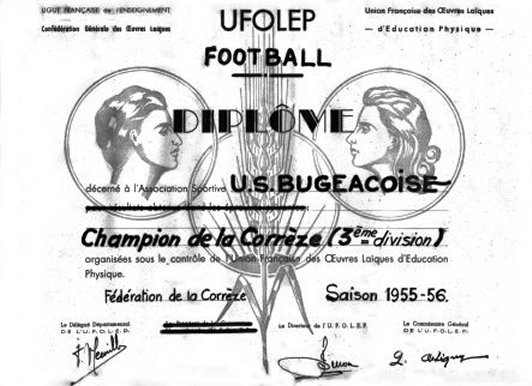 LIGUE FRANÇAISE de l'ENSEIGNEMENT
Confédération Générale des Œuvres Laïques
UFOLEP
Union Française des Œuvres Laïques
d'Education Physique
FOOTBALL
DIPLÔME
décerné à l'Association Sportive U.S. BUGEACOISE
Champion de la Corrèze (3ème division)
organisées sous le contrôle de l'Union Française des Œuvres Laïques d'Education
Physique.
Fédération de la Corrèze Saison 1955-56.
Le Délégué Départemental
DE L'U.F.O.L.E.P.
Le Directeur de l'U.F.O.L.E.P.
Le Commissaire Général
DE L'U.F.O.L.E.P.